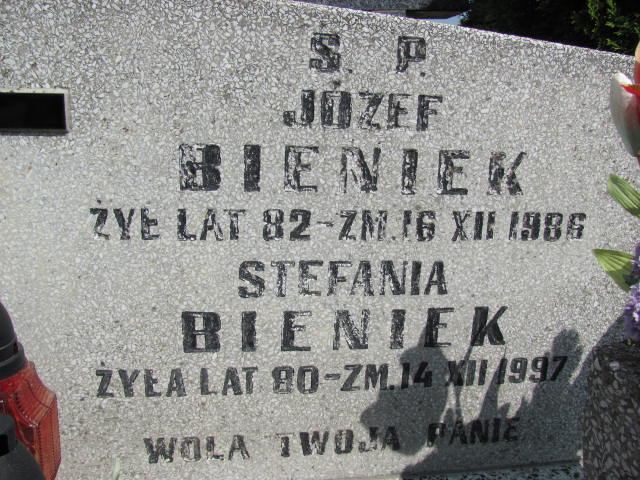 Ś. P.
JÓZEF
BIENIEK
ŻYŁ LAT 82-ZM.16 XII 1986
STEFANIA
BIENIEK
ŻYŁA LAT 80-ZM.14 XII 1997
WOLA TWOJA PANIE